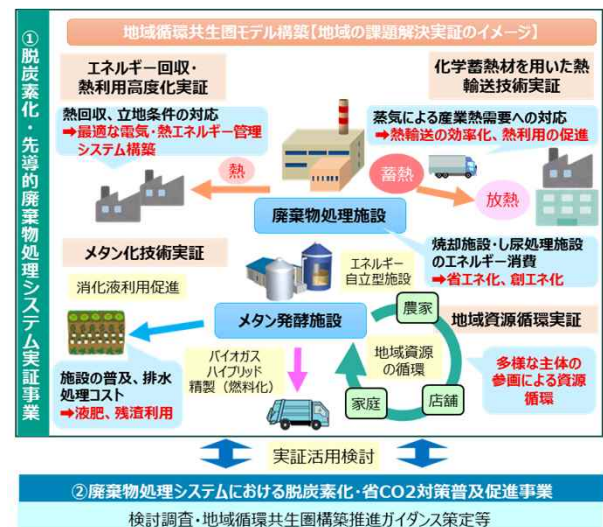 ①脱炭素化・先導的廃棄物処理システム実証事業
地域循環共生圏モデル構築【地域の課題解決実証のイメージ】
エネルギー回収・
熱利用高度化実証
熱回収、立地条件の対応
➡最適な電気・熱エネルギー管理
システム構築
熱
化学蓄熱材を用いた熱
輸送技術実証
蒸気による産業熱需要への対応
➡熱輸送の効率化、熱利用の促進
蓄熱
放熱
廃棄物処理施設
焼却施設・し尿処理施設
のエネルギー消費
➡省エネ化、創エネ化
メタン化技術実証
消化液利用促進
エネルギー
自立型施設
メタン発酵施設
施設の普及、排水
処理コスト
➡液肥、残渣利用
バイオガス
ハイブリッド
精製（燃料化）
地域資源循環実証
農家
地域資源
の循環
家庭
店舗
多様な主体の
参画による資源
循環
実証活用検討
②廃棄物処理システムにおける脱炭素化・省CO2対策普及促進事業
検討調査・地域循環共生圏構築推進ガイダンス策定等